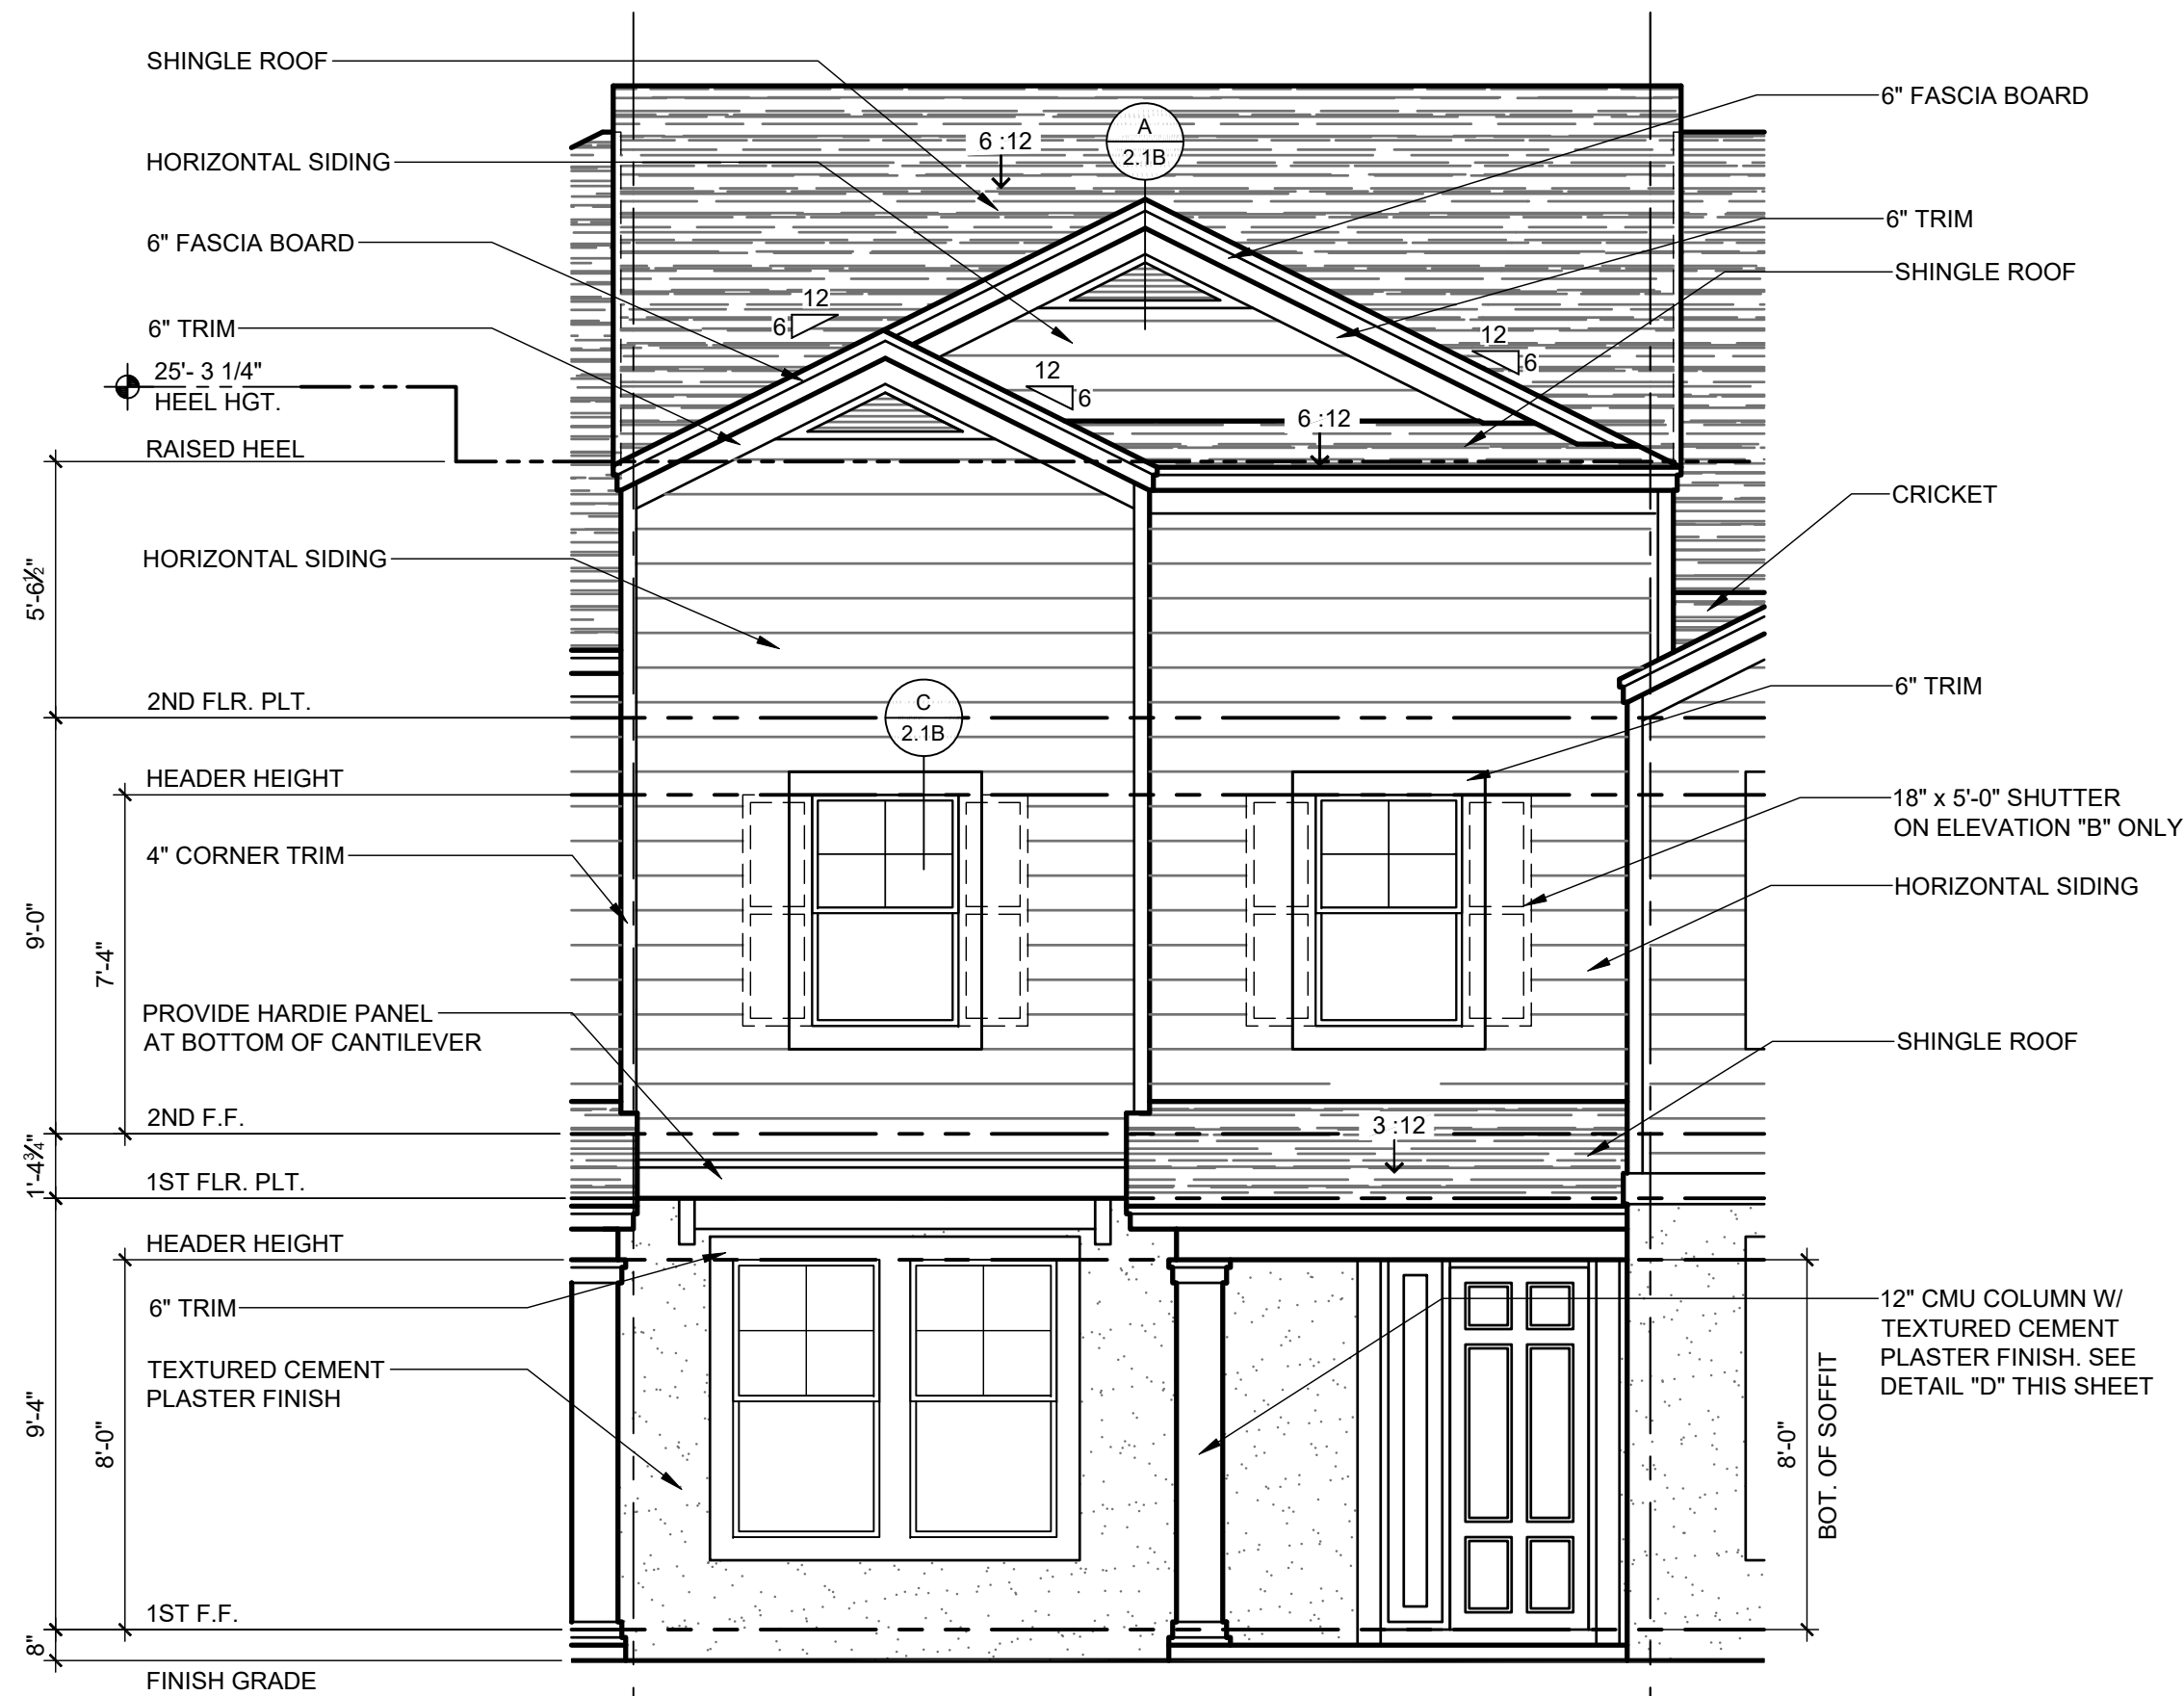 SHINGLE ROOF
6" FASCIA BOARD
A
2.1B
6 :12
HORIZONTAL SIDING
6" TRIM
6" FASCIA BOARD
SHINGLE ROOF
12
6
6" TRIM
12
6
12
6
25'- 3 1/4"
HEEL HGT.
6 :12
RAISED HEEL
CRICKET
HORIZONTAL SIDING
5'-6½"
6" TRIM
2ND FLR. PLT.
C
2.1B
HEADER HEIGHT
18" x 5'-0" SHUTTER
ON ELEVATION "B" ONLY
4" CORNER TRIM
HORIZONTAL SIDING
9'-0"
7'-4"
PROVIDE HARDIE PANEL
AT BOTTOM OF CANTILEVER
SHINGLE ROOF
2ND F.F.
3 :12
1'-4¾"
1ST FLR. PLT.
HEADER HEIGHT
6" TRIM
12" CMU COLUMN W/
TEXTURED CEMENT
PLASTER FINISH. SEE
DETAIL "D" THIS SHEET
TEXTURED CEMENT
PLASTER FINISH
9'-4"
8'-0"
8'-0"
BOT. OF SOFFIT
1ST F.F.
8"
FINISH GRADE